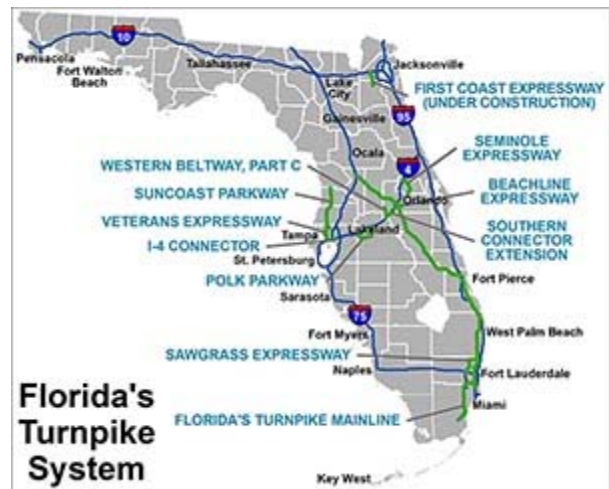 10
Pensacola
Fort Walton
Beach
Tallahassee
Jacksonville
Lake
City
FIRST COAST EXPRESSWAY
(UNDER CONSTRUCTION)
95
Gainesville
Ocala
SEMINOLE
EXPRESSWAY
WESTERN BELTWAY, PART C
4
SUNCOAST PARKWAY
BEACHLINE
EXPRESSWAY
Orlando
VETERANS EXPRESSWAY
SOUTHERN
CONNECTOR
EXTENSION
Tampa
Lakeland
I-4 CONNECTOR
St. Petersburg
POLK PARKWAY
Fort Pierce
Sarasota
75
Fort Myers
West Palm Beach
SAWGRASS EXPRESSWAY
Naples
Fort Lauderdale
Miami
FLORIDA'S TURNPIKE MAINLINE
Florida's
Turnpike
System
Key West